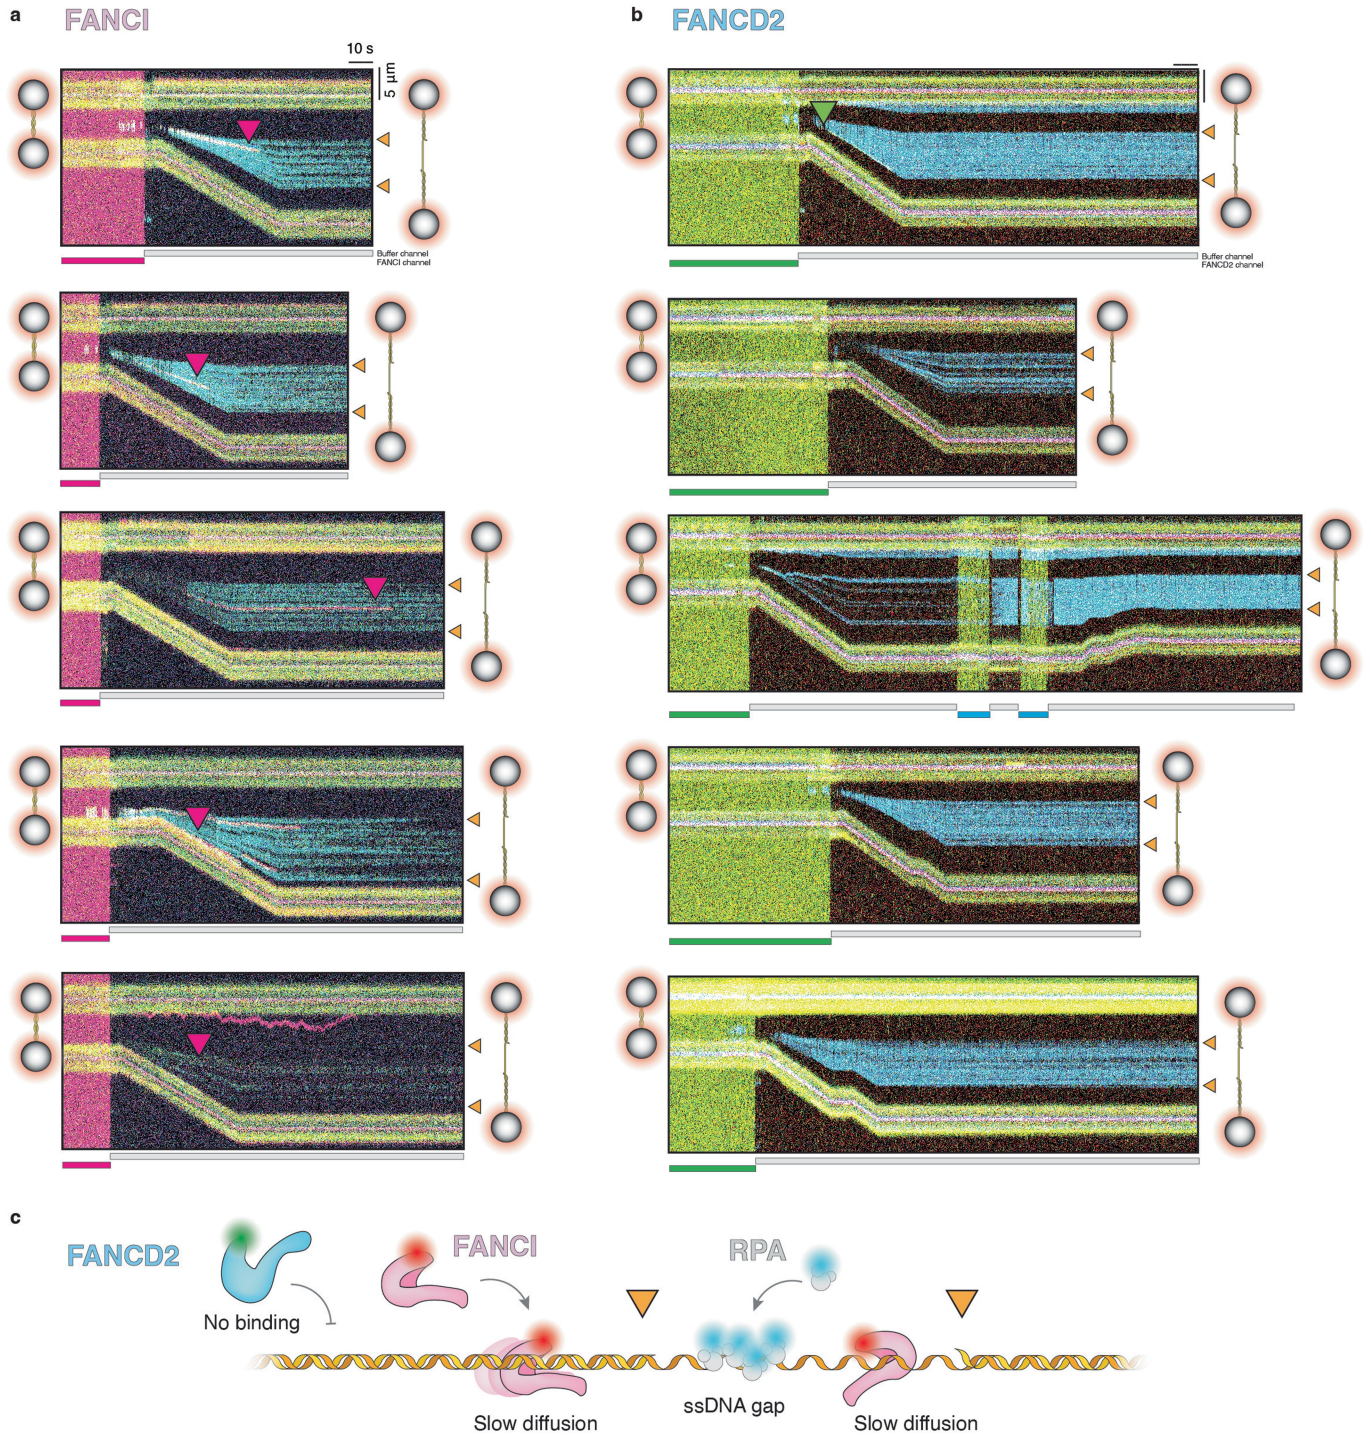 a
FANCI
10 s
5 µm
Buffer channel
FANCI channel
b
FANCD2
Buffer channel
FANCD2 channel
c
FANCD2
FANCI
RPA
No binding
ssDNA gap
Slow diffusion
Slow diffusion